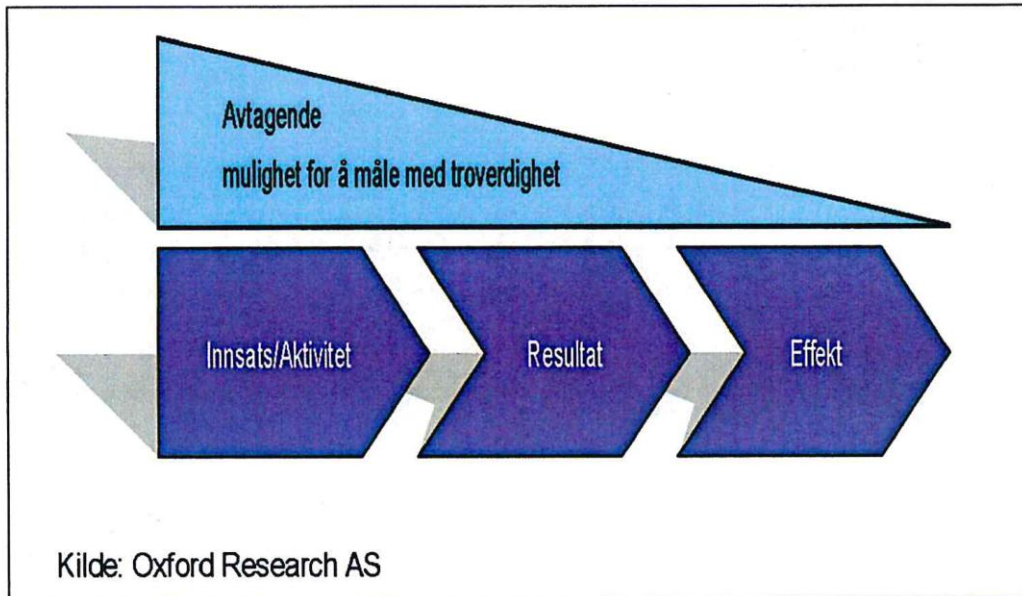 Avtagende
mulighet for å måle med troverdighet
Innsats/Aktivitet
Resultat
Effekt
Kilde: Oxford Research AS